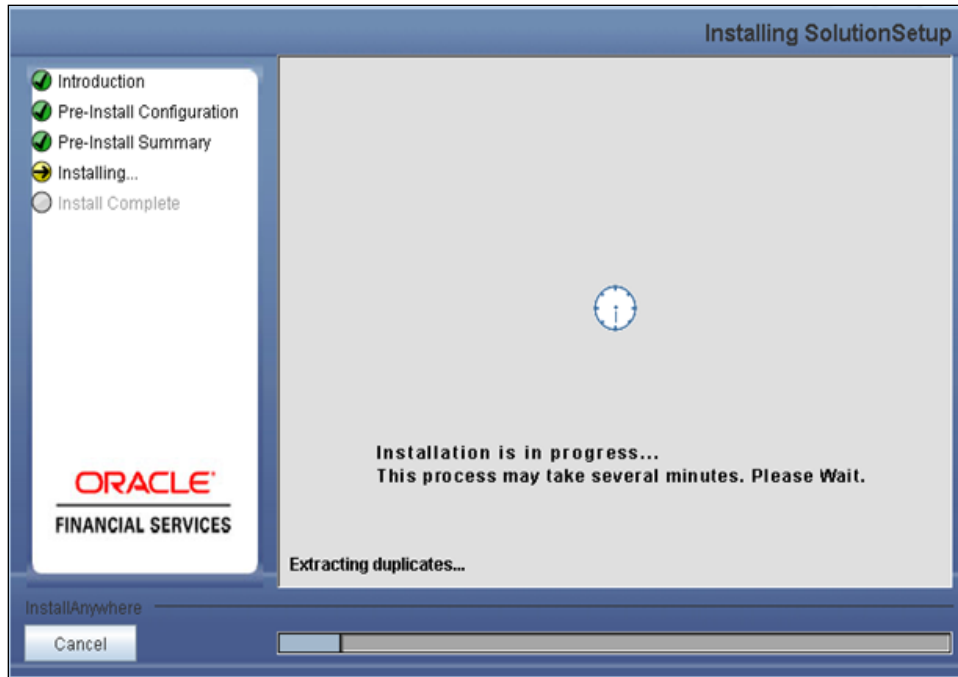 Installing SolutionSetup
Introduction
Pre-Install Configuration
Pre-Install Summary
Installing...
Install Complete
ORACLE
FINANCIAL SERVICES
Installation is in progress...
This process may take several minutes. Please Wait.
Extracting duplicates...
InstallAnywhere
Cancel